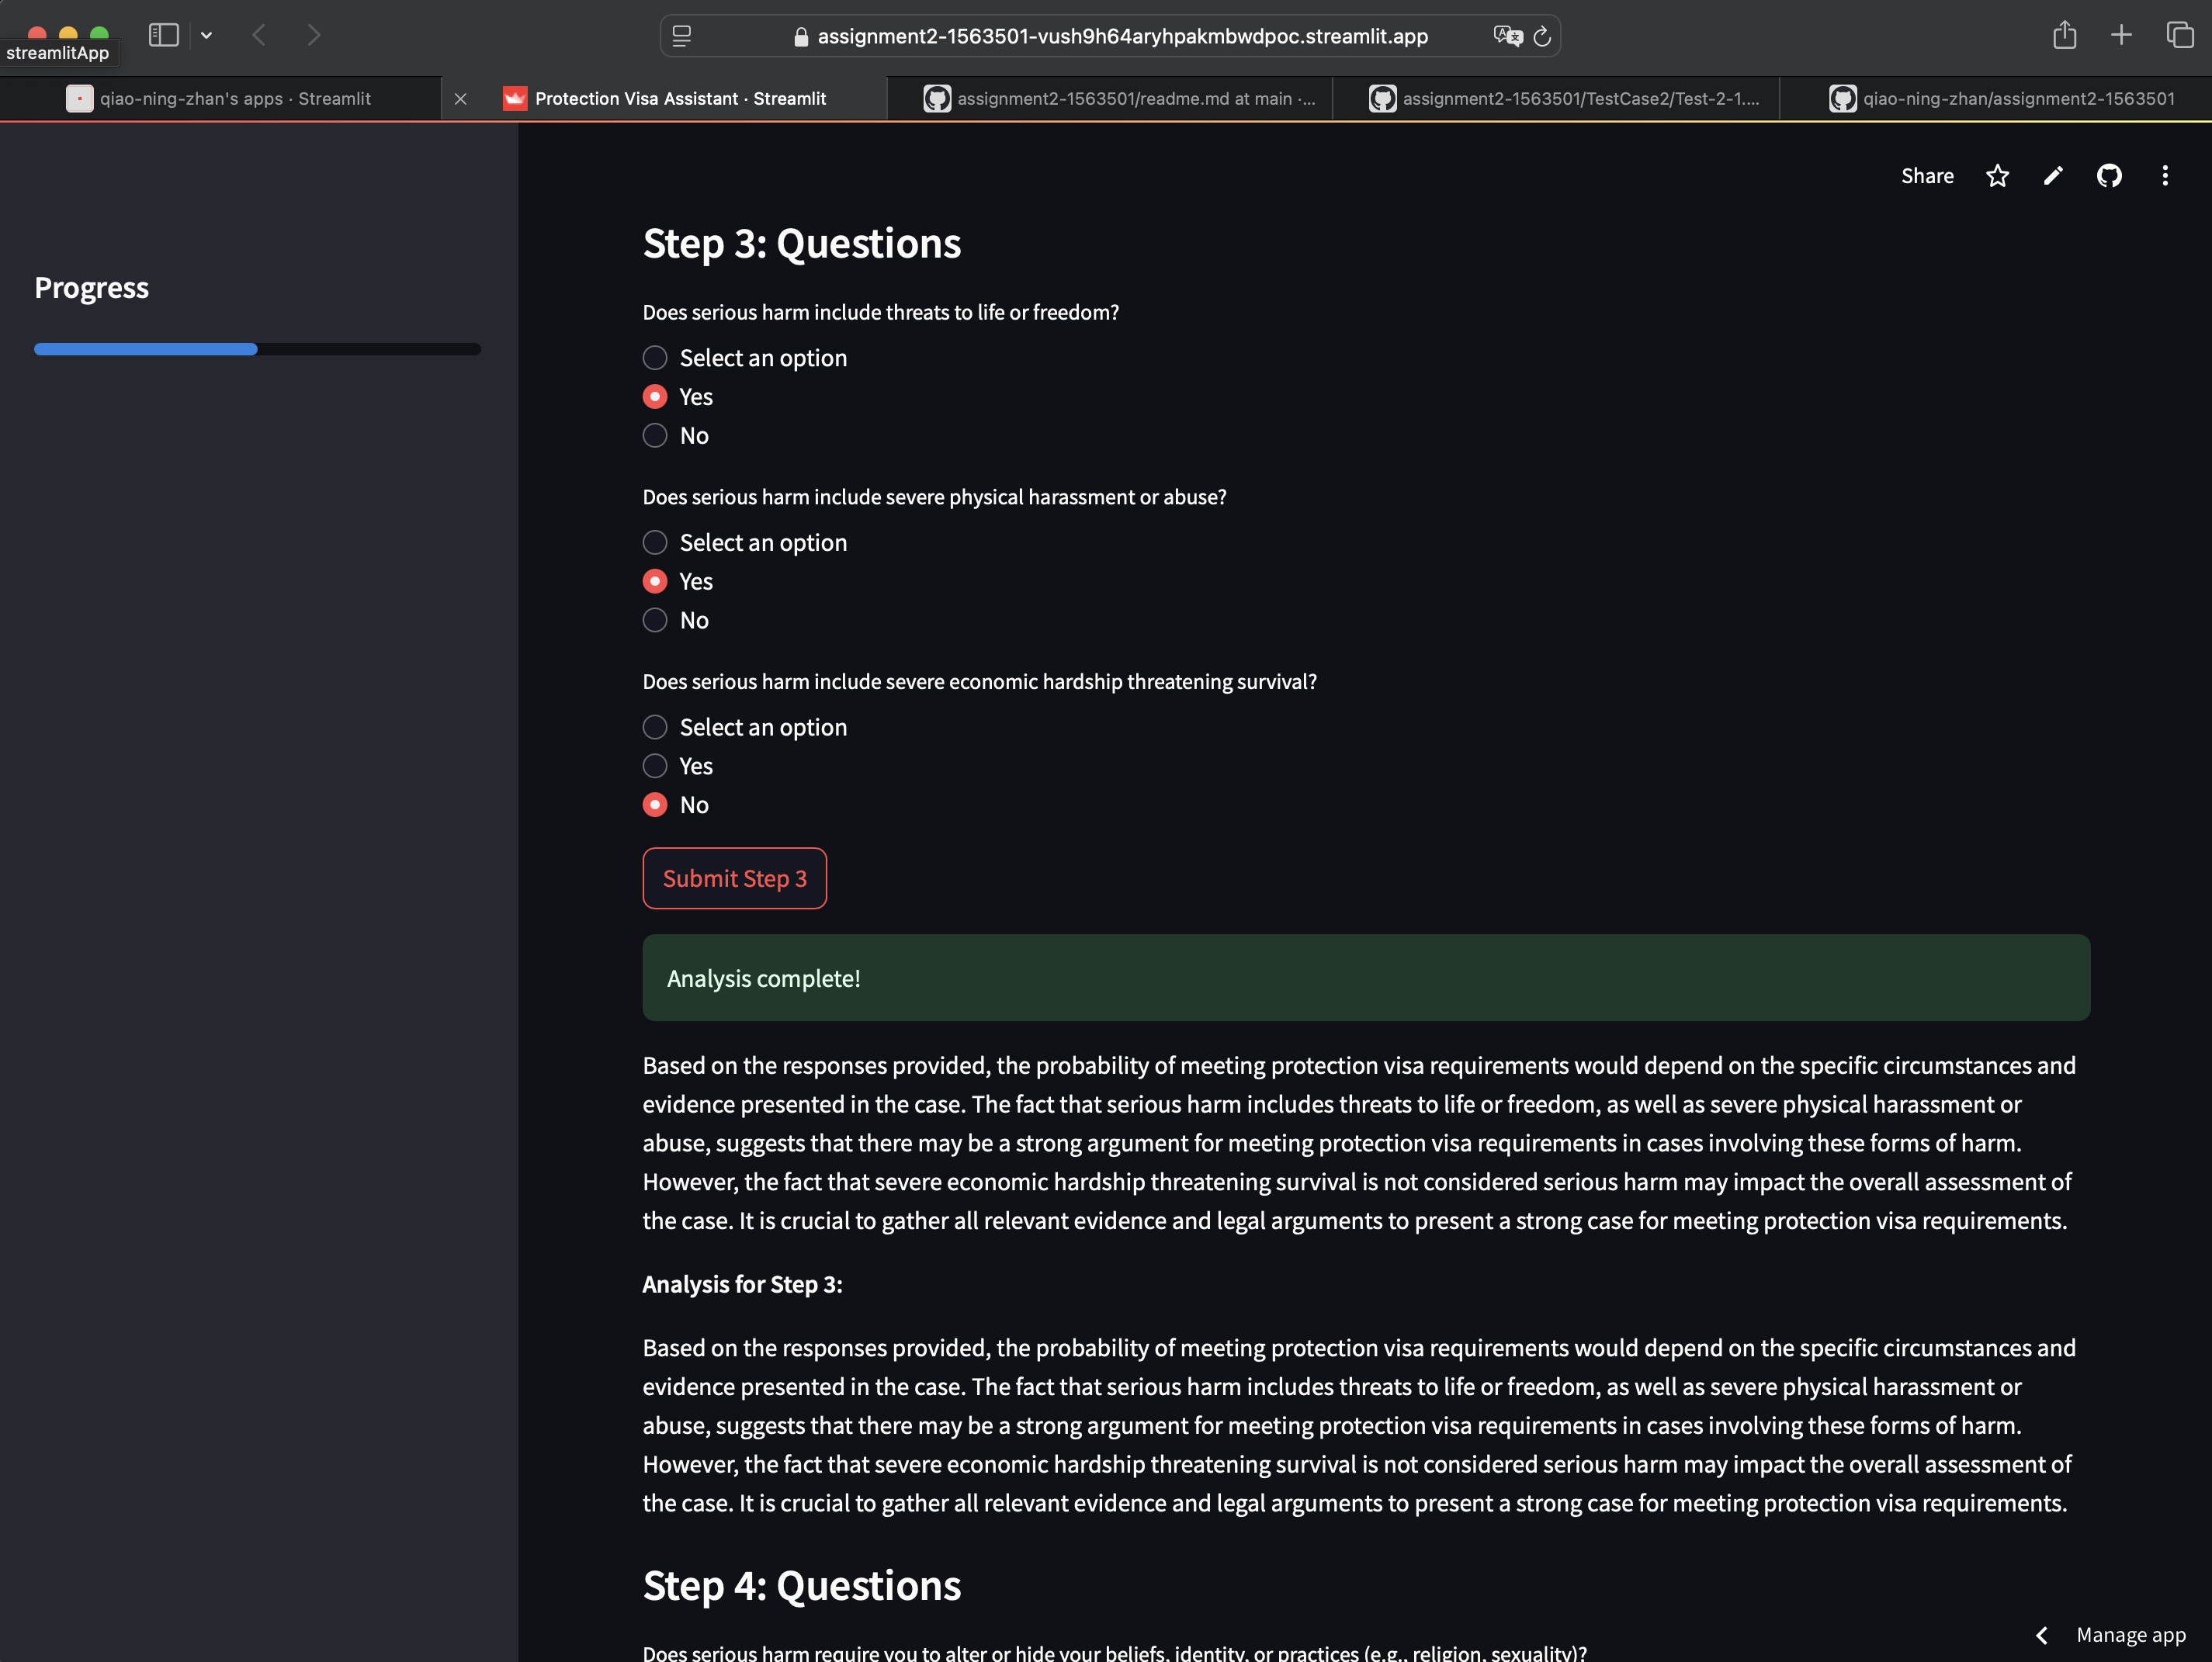 assignment2-1563501-vush9h64aryhpakmbwdpoc.streamlit.app
streamlitApp
qiao-ning-zhan's apps · Streamlit
Protection Visa Assistant · Streamlit
assignment2-1563501/readme.md at main ·...
assignment2-1563501/TestCase2/Test-2-1....
qiao-ning-zhan/assignment2-1563501
Share
Progress
Step 3: Questions
Does serious harm include threats to life or freedom?
Select an option
Yes
No
Does serious harm include severe physical harassment or abuse?
Select an option
Yes
No
Does serious harm include severe economic hardship threatening survival?
Select an option
Yes
No
Submit Step 3
Analysis complete!
Based on the responses provided, the probability of meeting protection visa requirements would depend on the specific circumstances and
evidence presented in the case. The fact that serious harm includes threats to life or freedom, as well as severe physical harassment or
abuse, suggests that there may be a strong argument for meeting protection visa requirements in cases involving these forms of harm.
However, the fact that severe economic hardship threatening survival is not considered serious harm may impact the overall assessment of
the case. It is crucial to gather all relevant evidence and legal arguments to present a strong case for meeting protection visa requirements.
Analysis for Step 3:
Based on the responses provided, the probability of meeting protection visa requirements would depend on the specific circumstances and
evidence presented in the case. The fact that serious harm includes threats to life or freedom, as well as severe physical harassment or
abuse, suggests that there may be a strong argument for meeting protection visa requirements in cases involving these forms of harm.
However, the fact that severe economic hardship threatening survival is not considered serious harm may impact the overall assessment of
the case. It is crucial to gather all relevant evidence and legal arguments to present a strong case for meeting protection visa requirements.
Step 4: Questions
Does serious harm require you to alter or hide your beliefs, identity, or practices (e.g., religion, sexuality)?
Manage app